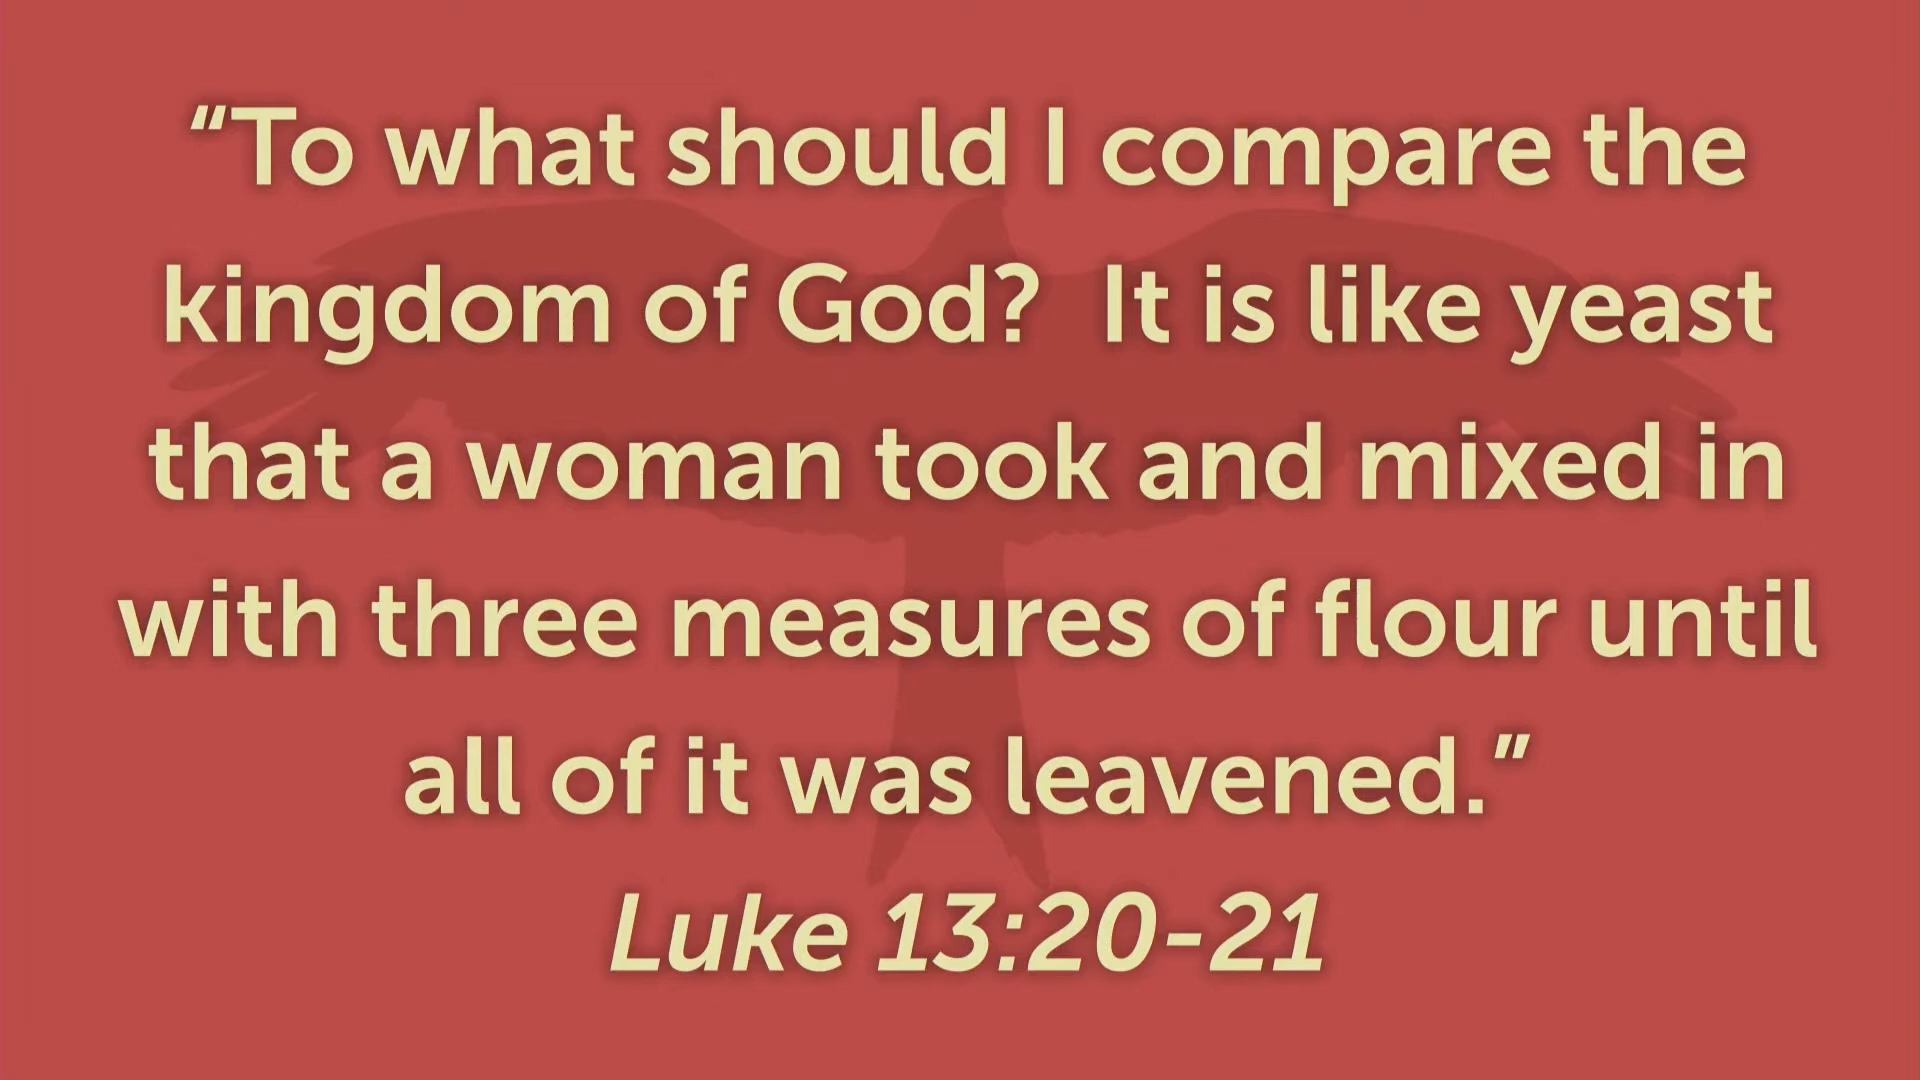 “To what should I compare the
kingdom of God?  It is like yeast
that a woman took and mixed in
with three measures of flour until
all of it was leavened.”
Luke 13:20-21